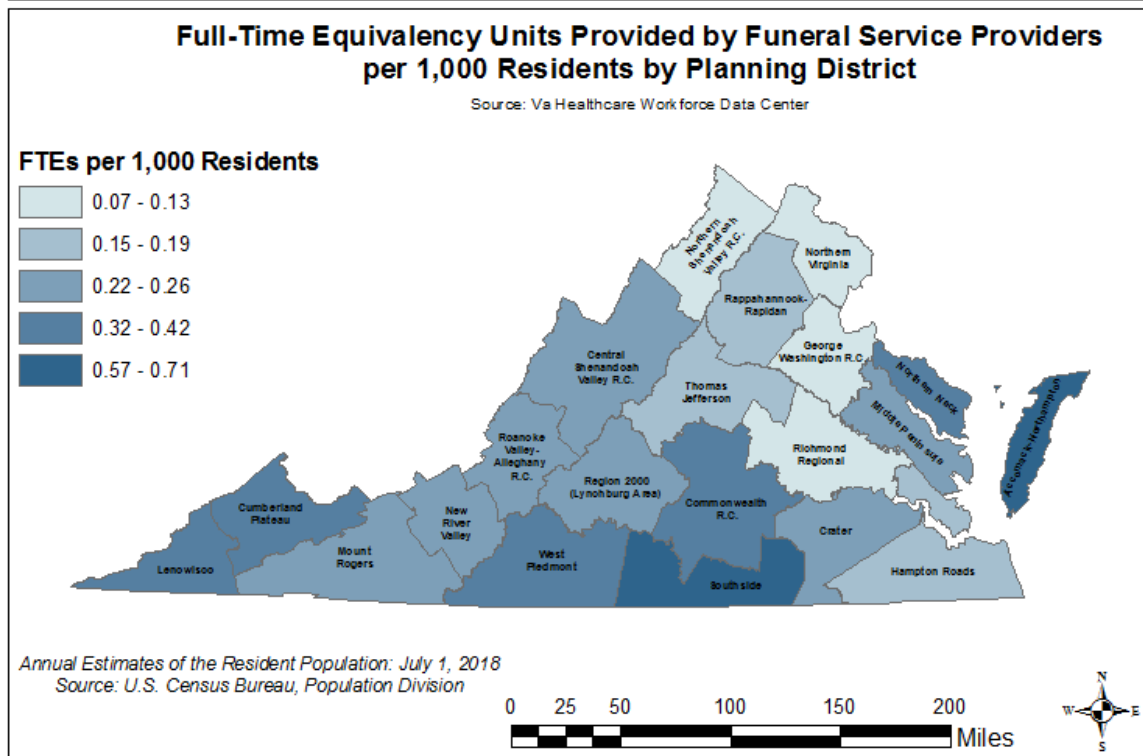 Full-Time Equivalency Units Provided by Funeral Service Providers
per 1,000 Residents by Planning District
Source: Va Healthcare Workforce Data Center
FTEs per 1,000 Residents
0.07 - 0.13
0.15 - 0.19
0.22 - 0.26
0.32 - 0.42
0.57 - 0.71
Northern
Shenandoah
Valley R.C.
Northern
Virginia
Rappahannock-
Rapidan
George
Washington R.C.
Northern Neck
Central
Shenandoah
Valley R.C.
Thomas
Jefferson
Middle Peninsula
Accomack-Northampton
Roanoke
Valley-
Alleghany
R.C.
Richmond
Regional
Region 2000
(Lynchburg Area)
Commonwealth
R.C.
Cumberland
Plateau
New
River
Valley
Crater
Mount
Rogers
West
Piedmont
Lenowisco
Southside
Hampton Roads
Annual Estimates of the Resident Population: July 1, 2018
Source: U.S. Census Bureau, Population Division
0 25 50 100 150 200
Miles
N
W E
S